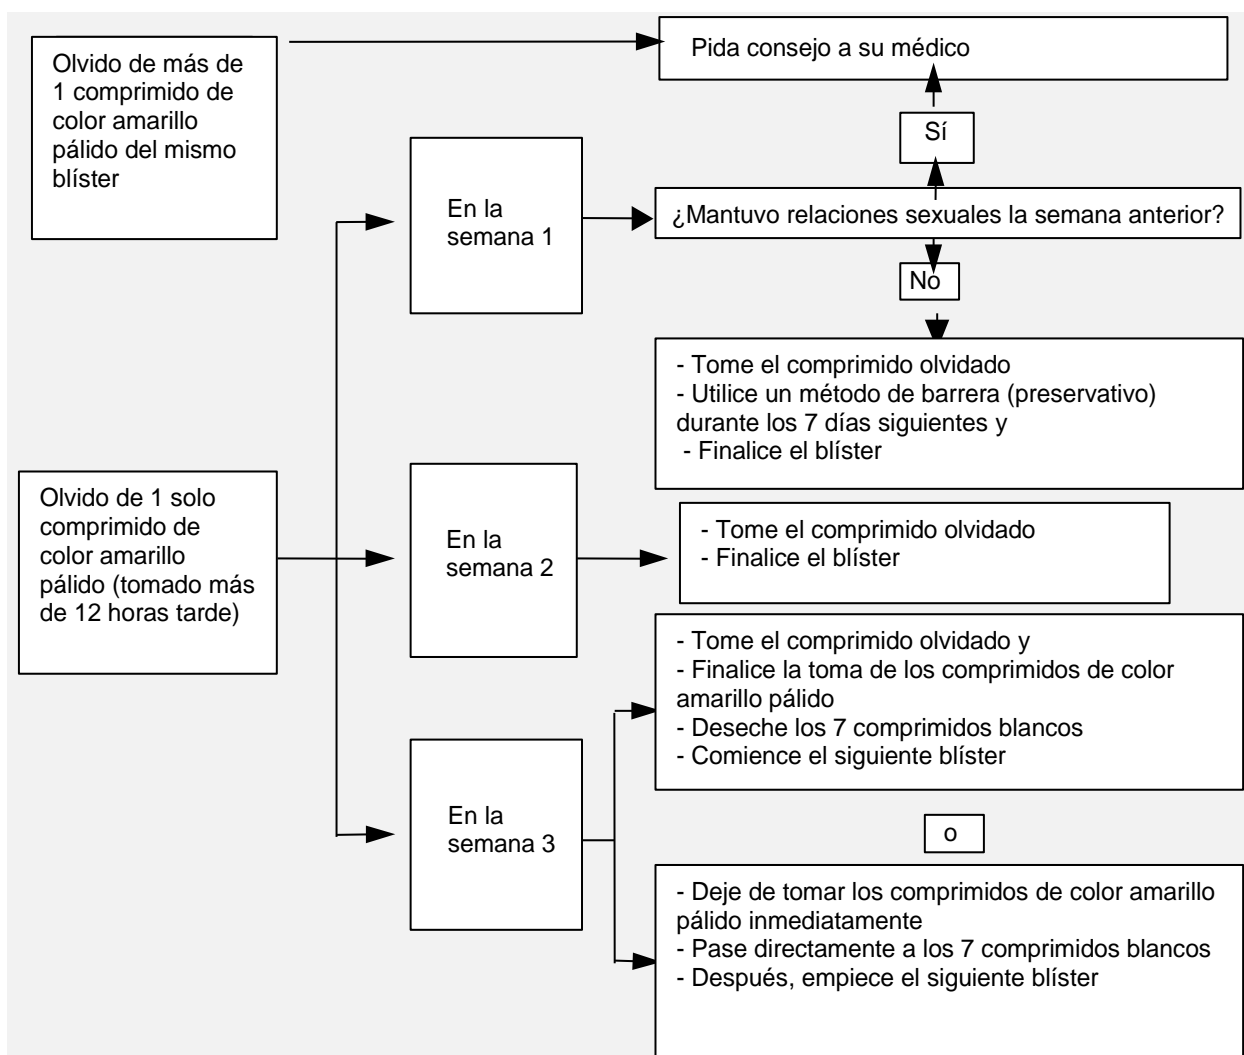 Olvido de más de
1 comprimido de
color amarillo
pálido del mismo
blíster
Pida consejo a su médico
Sí
En la
semana 1
¿Mantuvo relaciones sexuales la semana anterior?
No
- Tome el comprimido olvidado
- Utilice un método de barrera (preservativo)
durante los 7 días siguientes y
- Finalice el blíster
Olvido de 1 solo
comprimido de
color amarillo
pálido (tomado más
de 12 horas tarde)
En la
semana 2
- Tome el comprimido olvidado
- Finalice el blíster
En la
semana 3
- Tome el comprimido olvidado y
- Finalice la toma de los comprimidos de color
amarillo pálido
- Deseche los 7 comprimidos blancos
- Comience el siguiente blíster
o
- Deje de tomar los comprimidos de color amarillo
pálido inmediatamente
- Pase directamente a los 7 comprimidos blancos
- Después, empiece el siguiente blíster